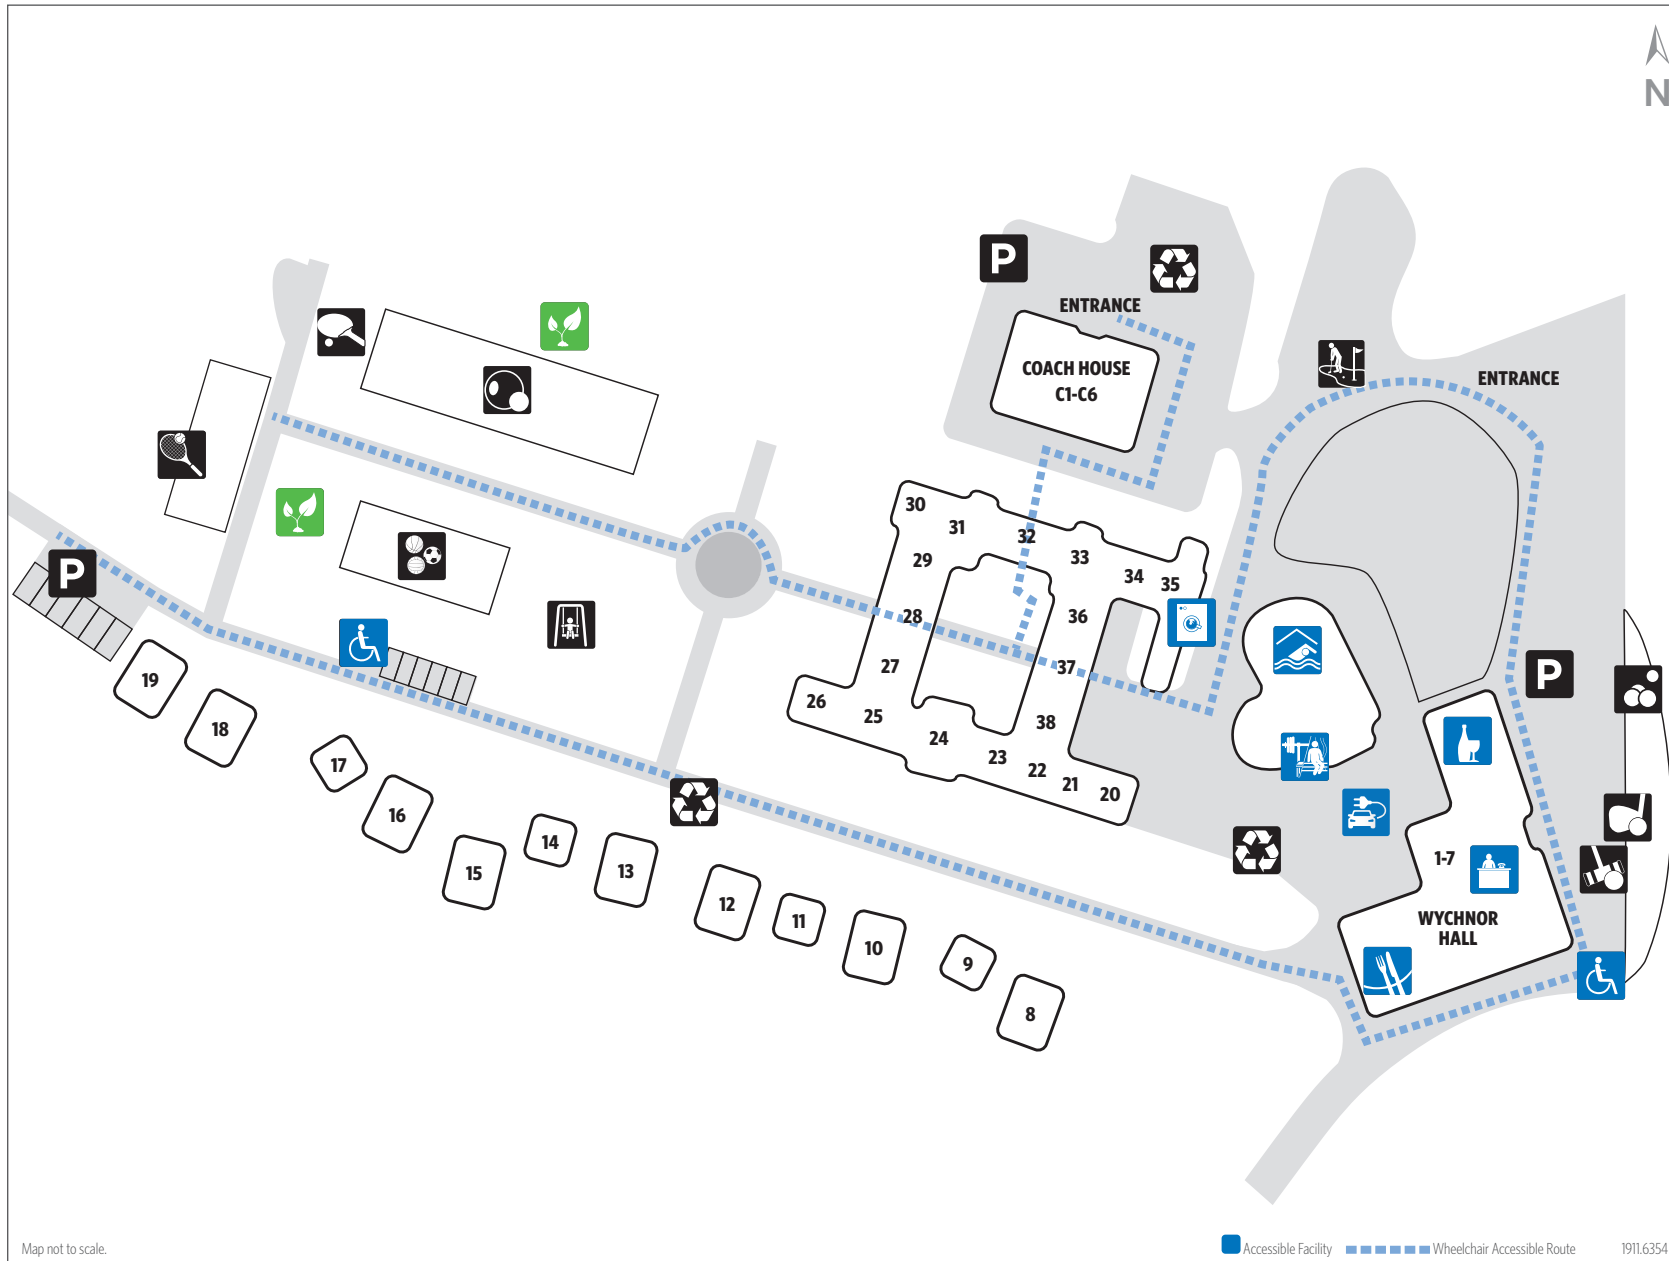 N
P
ENTRANCE
COACH HOUSE
C1-C6
ENTRANCE
30
31
32
33
34
35
29
28
36
27
37
26
25
38
24
23
22
21
20
P
P
19
18
17
16
15
14
13
12
11
10
9
8
1-7
WYCHNOR
HALL
Map not to scale.
Accessible Facility
Wheelchair Accessible Route
1911.6354